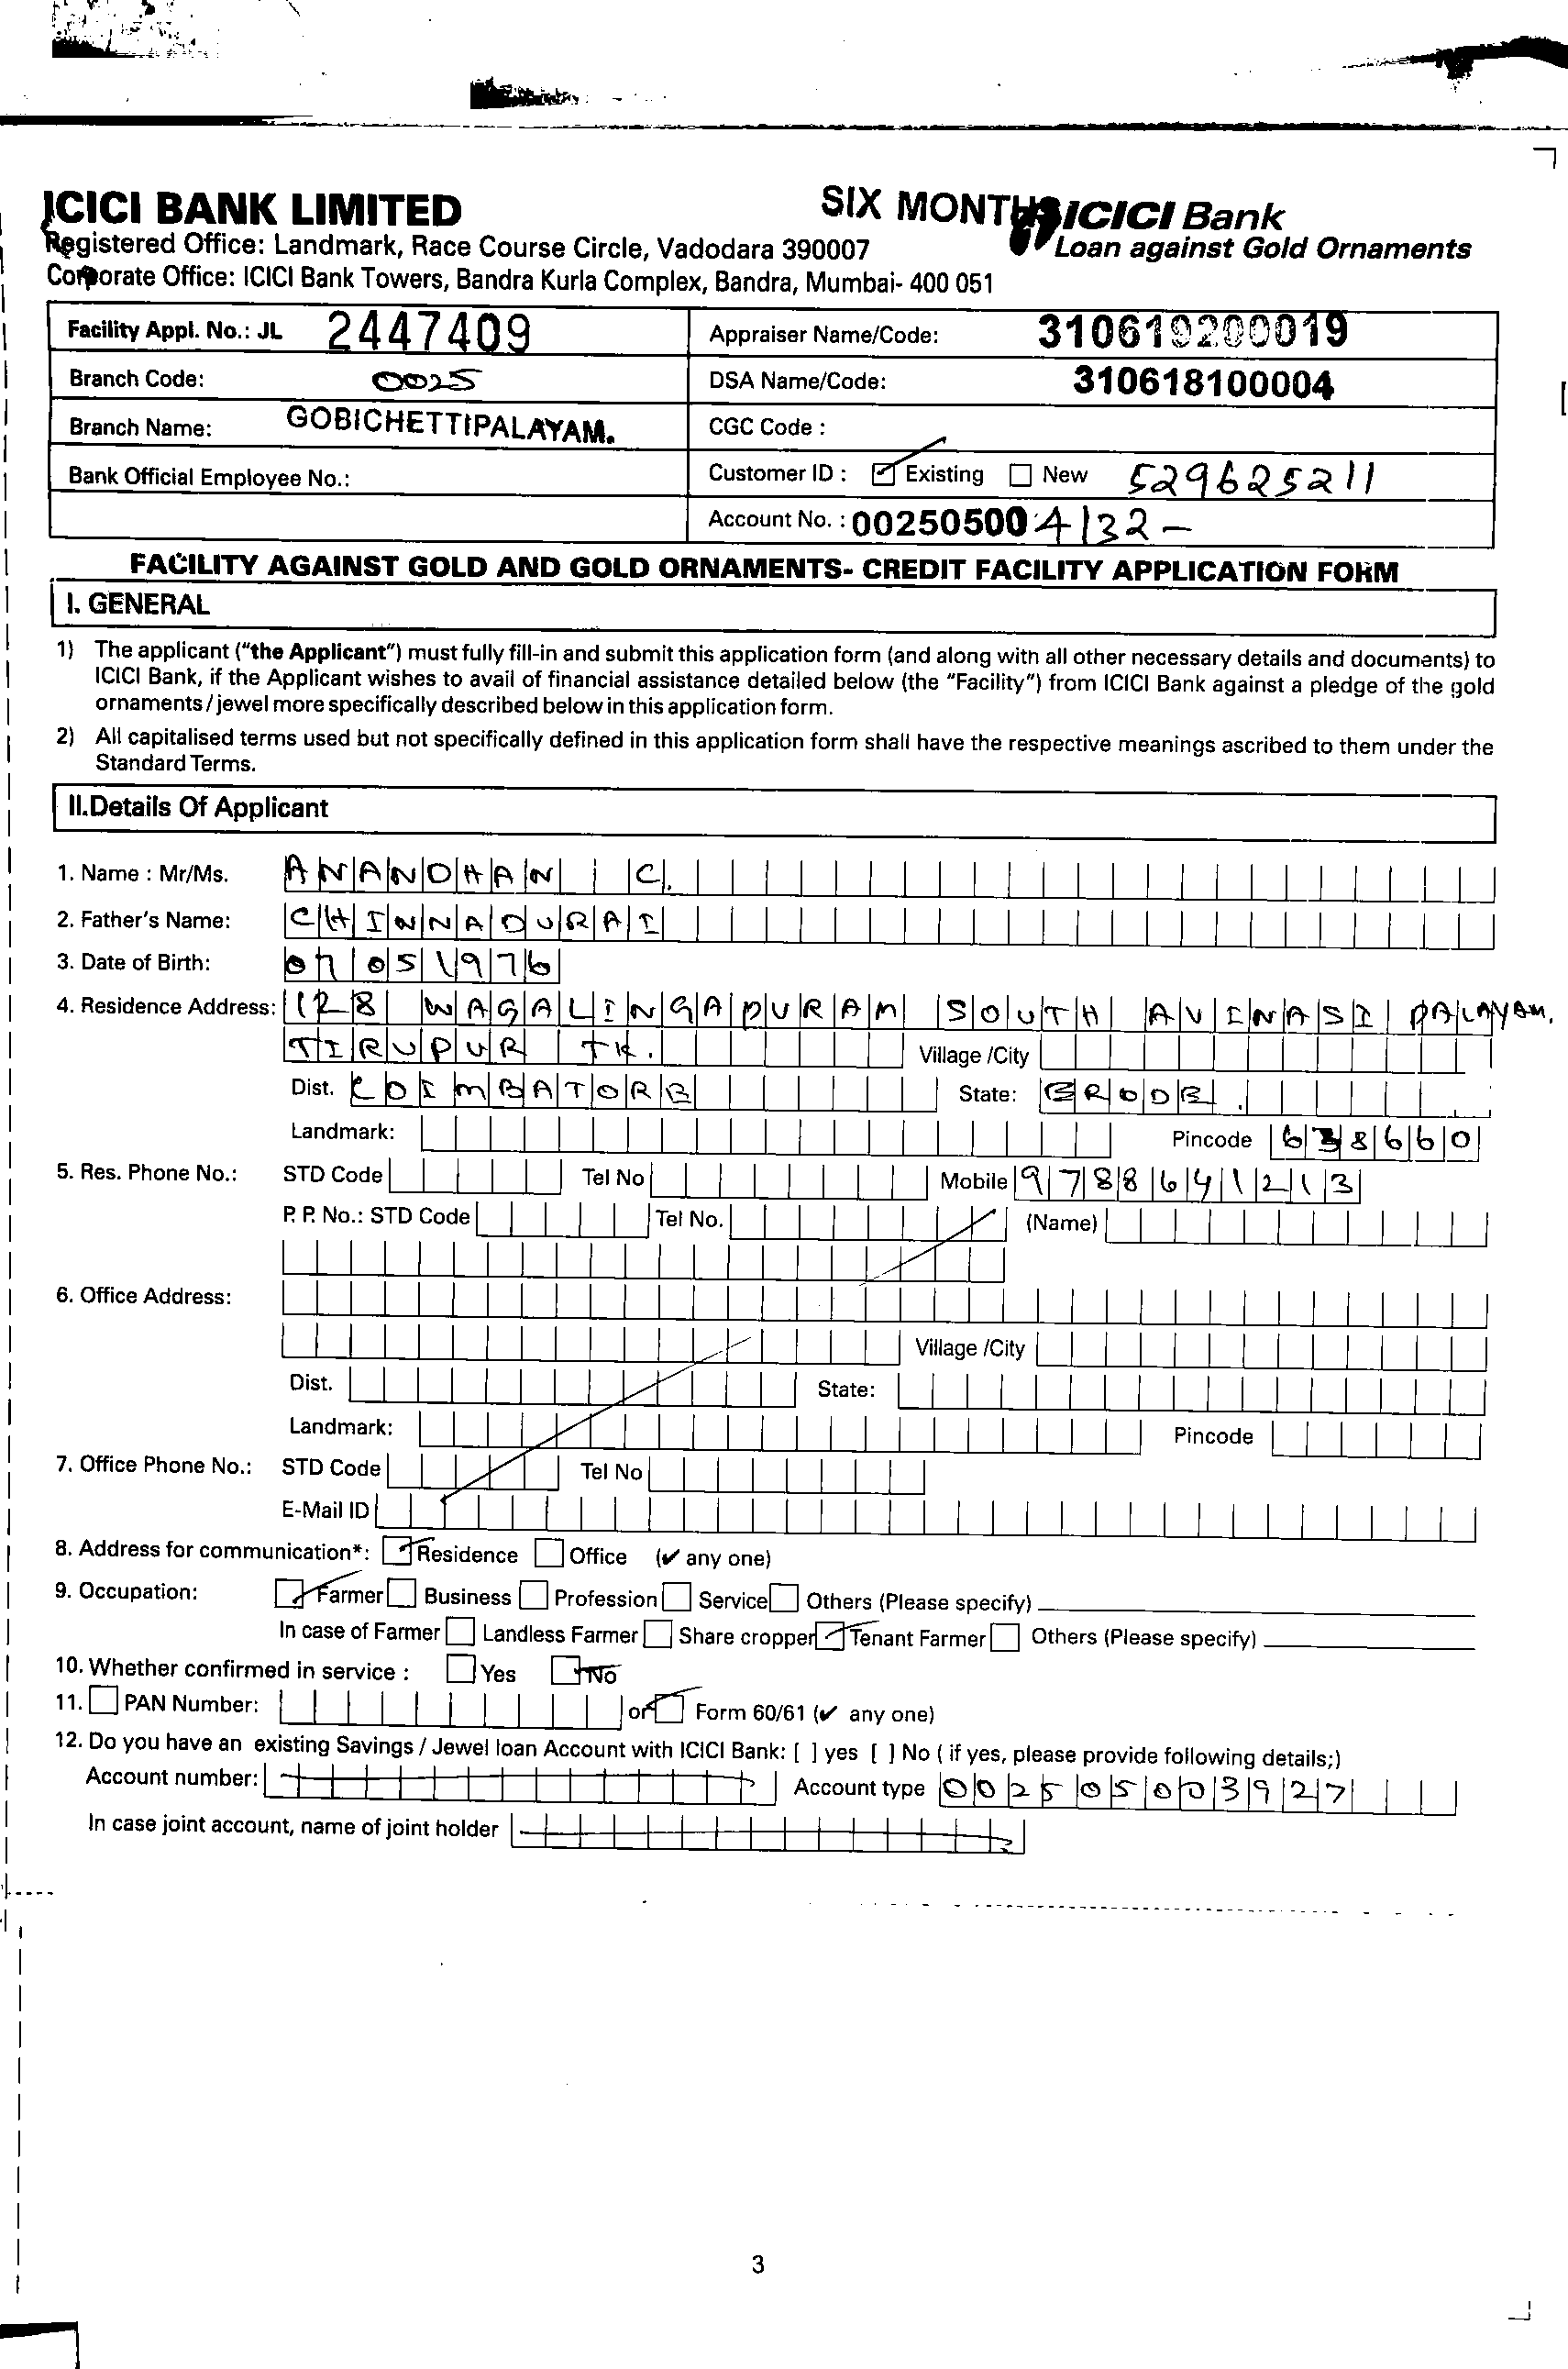 ICICI BANK LIMITED
SIX MONTHS
ICICI Bank
Registered Office: Landmark, Race Course Circle, Vadodara 390007
Loan against Gold Ornaments
Corporate Office: ICICI Bank Towers, Bandra Kurla Complex, Bandra, Mumbai- 400 051
Facility Appl. No.: JL 2447409
Appraiser Name/Code: 310619200019
Branch Code: 0025
DSA Name/Code: 310618100004
Branch Name: GOBICHETTIPALAYAM.
CGC Code :
Bank Official Employee No.:
Customer ID : Existing New 529625211
Account No. : 002505004132-
FACILITY AGAINST GOLD AND GOLD ORNAMENTS- CREDIT FACILITY APPLICATION FORM
I. GENERAL
1) The applicant ("the Applicant") must fully fill-in and submit this application form (and along with all other necessary details and documents) to
ICICI Bank, if the Applicant wishes to avail of financial assistance detailed below (the "Facility") from ICICI Bank against a pledge of the gold
ornaments/jewel more specifically described below in this application form.
2) All capitalised terms used but not specifically defined in this application form shall have the respective meanings ascribed to them under the
Standard Terms.
II.Details Of Applicant
1. Name : Mr/Ms. ANANDHAN C.
2. Father's Name: CHINNADURAI
3. Date of Birth: 07 05 1976
4. Residence Address: 128 WAGALINGAPURAM SOUTH AVINASI PALAYAM,
TIRUPUR TK. Village /City
Dist. COIMBATORE State: ERODE.
Landmark: Pincode 638660
5. Res. Phone No.: STD Code Tel No Mobile 9788641213
P. P. No.: STD Code Tel No. (Name)
6. Office Address:
Village /City
Dist. State:
Landmark: Pincode
7. Office Phone No.: STD Code Tel No
E-Mail ID
8. Address for communication*: Residence Office (✔ any one)
9. Occupation: Farmer Business Profession Service Others (Please specify)
In case of Farmer Landless Farmer Share cropper Tenant Farmer Others (Please specify)
10. Whether confirmed in service : Yes No
11. PAN Number: or Form 60/61 (✔ any one)
12. Do you have an existing Savings / Jewel loan Account with ICICI Bank: [ ] yes [ ] No ( if yes, please provide following details;)
Account number: Account type 002505003927
In case joint account, name of joint holder
3